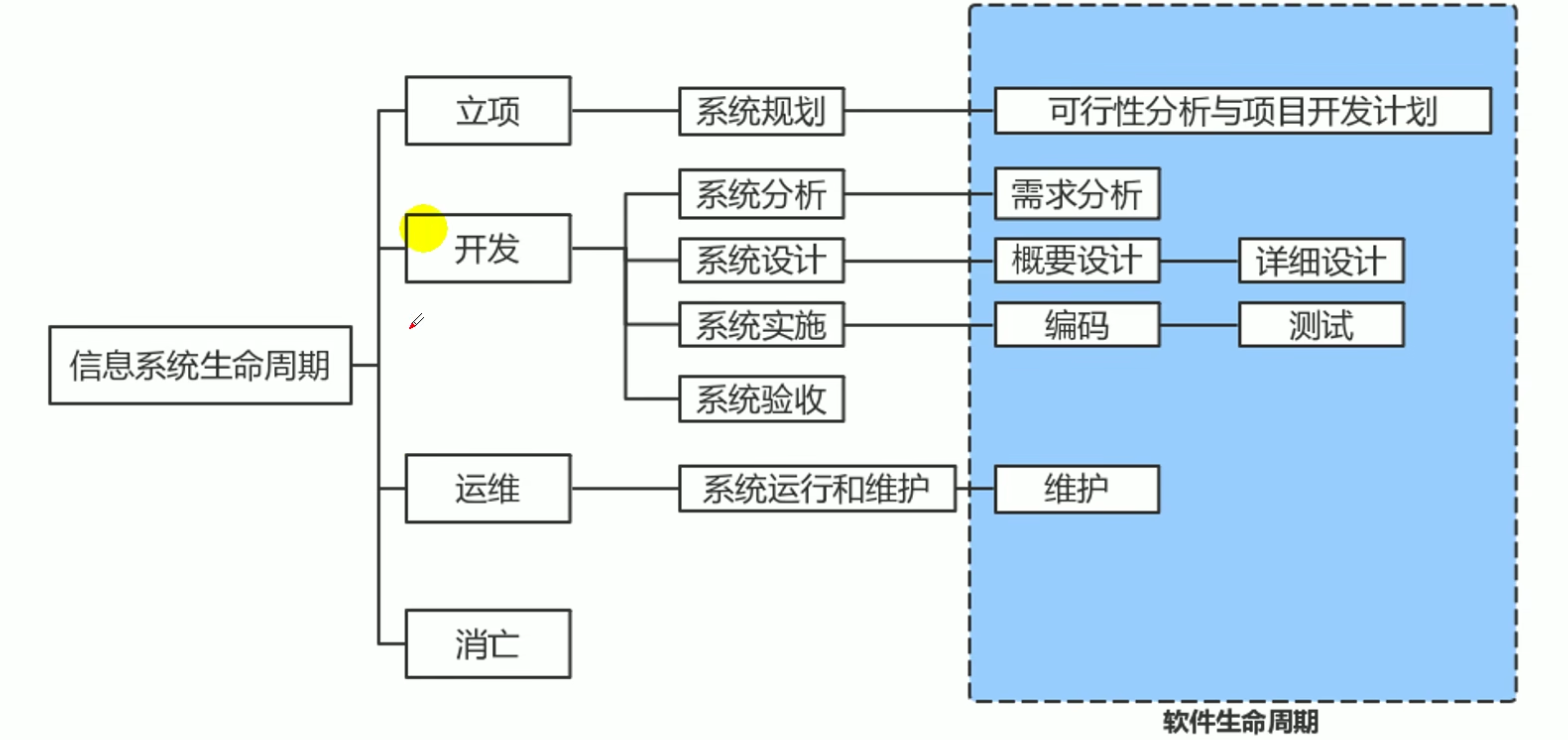 立项
系统规划
可行性分析与项目开发计划
开发
系统分析
需求分析
系统设计
概要设计
详细设计
系统实施
编码
测试
系统验收
信息系统生命周期
运维
系统运行和维护
维护
消亡
软件生命周期